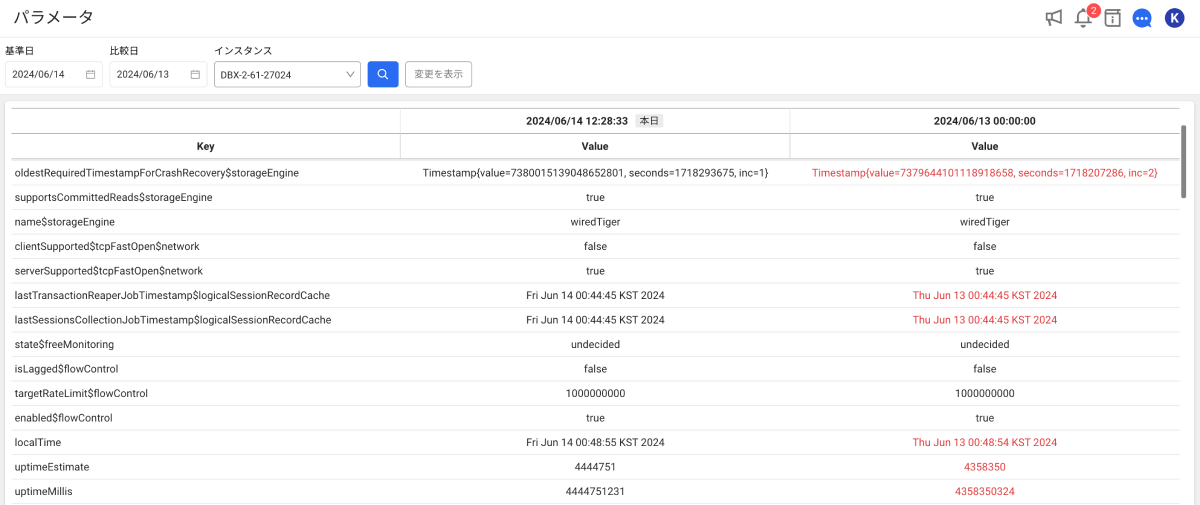 パラメータ
2
K
基準日 比較日 インスタンス
2024/06/14 2024/06/13 DBX-2-61-27024 変更を表示
2024/06/14 12:28:33 本日 2024/06/13 00:00:00
Key Value Value
oldestRequiredTimestampForCrashRecovery$storageEngine Timestamp{value=7380015139048652801, seconds=1718293675, inc=1} Timestamp{value=7379644101118918658, seconds=1718207286, inc=2}
supportsCommittedReads$storageEngine true true
name$storageEngine wiredTiger wiredTiger
clientSupported$tcpFastOpen$network false false
serverSupported$tcpFastOpen$network true true
lastTransactionReaperJobTimestamp$logicalSessionRecordCache Fri Jun 14 00:44:45 KST 2024 Thu Jun 13 00:44:45 KST 2024
lastSessionsCollectionJobTimestamp$logicalSessionRecordCache Fri Jun 14 00:44:45 KST 2024 Thu Jun 13 00:44:45 KST 2024
state$freeMonitoring undecided undecided
isLagged$flowControl false false
targetRateLimit$flowControl 1000000000 1000000000
enabled$flowControl true true
localTime Fri Jun 14 00:48:55 KST 2024 Thu Jun 13 00:48:54 KST 2024
uptimeEstimate 4444751 4358350
uptimeMillis 4444751231 4358350324